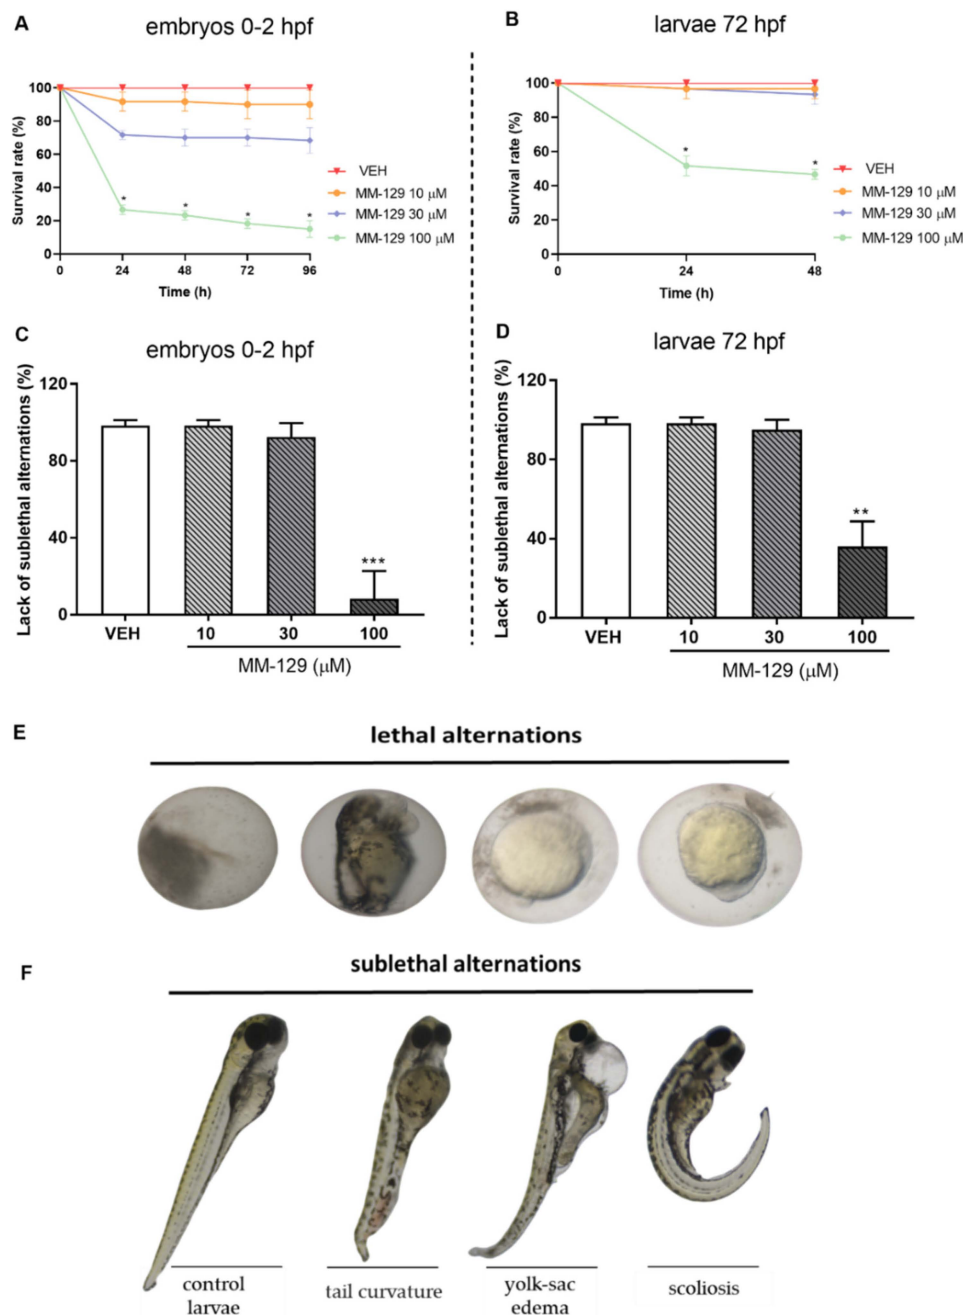 A
embryos 0-2 hpf
Survival rate (%)
100
80
60
40
20
0
*
*
*
*
0
24
48
72
96
Time (h)
VEH
MM-129 10 μM
MM-129 30 μM
MM-129 100 μM
B
larvae 72 hpf
Survival rate (%)
100
80
60
40
20
0
*
*
0
24
48
Time (h)
VEH
MM-129 10 μM
MM-129 30 μM
MM-129 100 μM
C
embryos 0-2 hpf
Lack of sublethal alternations (%)
120
80
40
0
***
VEH
10
30
100
MM-129 (μM)
D
larvae 72 hpf
Lack of sublethal alternations (%)
120
80
40
0
**
VEH
10
30
100
MM-129 (μM)
E
lethal alternations
F
sublethal alternations
control
larvae
tail curvature
yolk-sac
edema
scoliosis